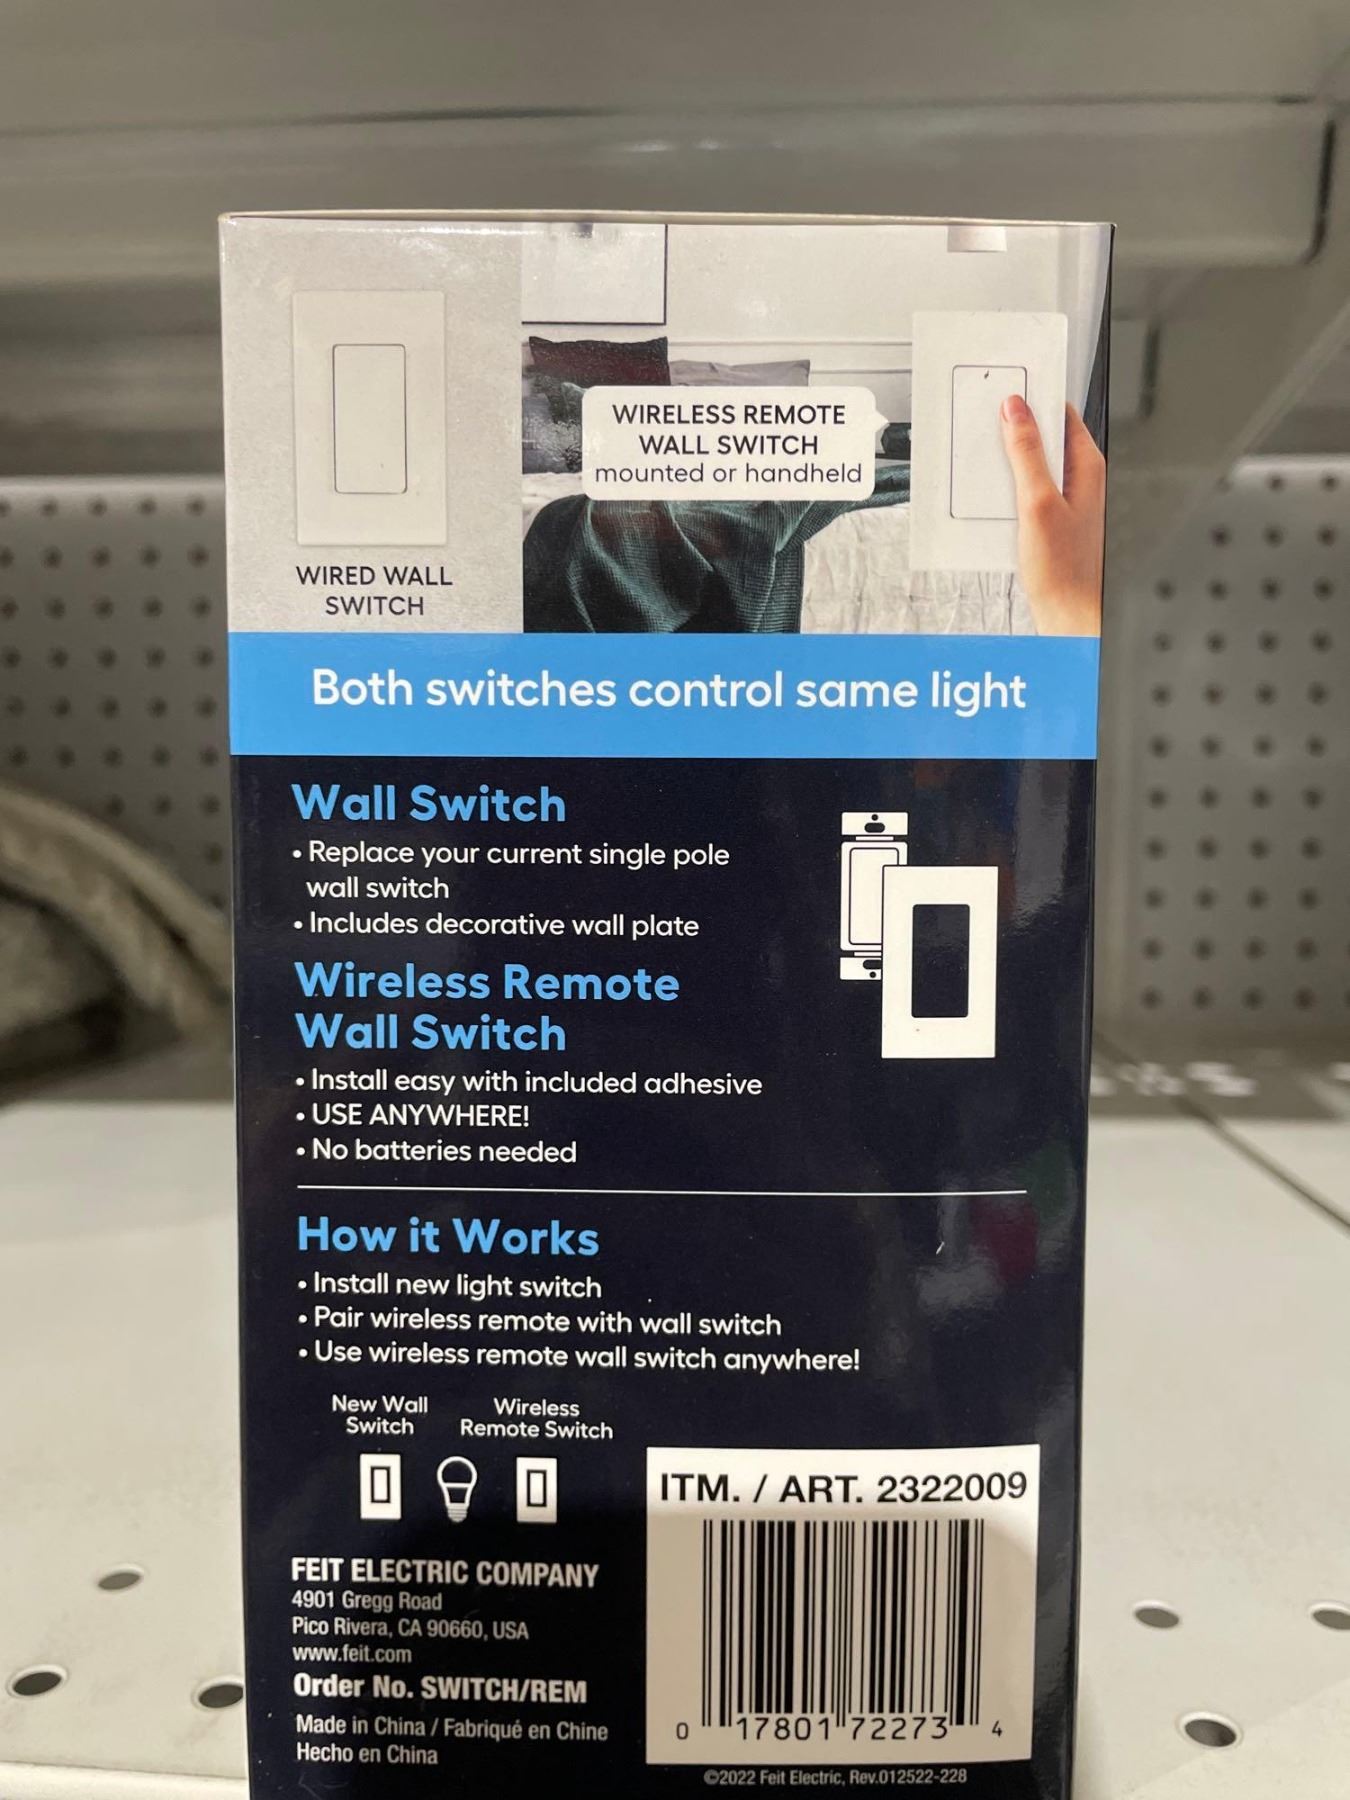 WIRED WALL
SWITCH
WIRELESS REMOTE
WALL SWITCH
mounted or handheld
Both switches control same light
Wall Switch
• Replace your current single pole
wall switch
• Includes decorative wall plate
Wireless Remote
Wall Switch
• Install easy with included adhesive
• USE ANYWHERE!
• No batteries needed
How it Works
• Install new light switch
• Pair wireless remote with wall switch
• Use wireless remote wall switch anywhere!
New Wall
Switch
Wireless
Remote Switch
FEIT ELECTRIC COMPANY
4901 Gregg Road
Pico Rivera, CA 90660, USA
www.feit.com
Order No. SWITCH/REM
Made in China / Fabriqué en Chine
Hecho en China
ITM. / ART. 2322009
0 17801 72273 4
©2022 Feit Electric, Rev.012522-228